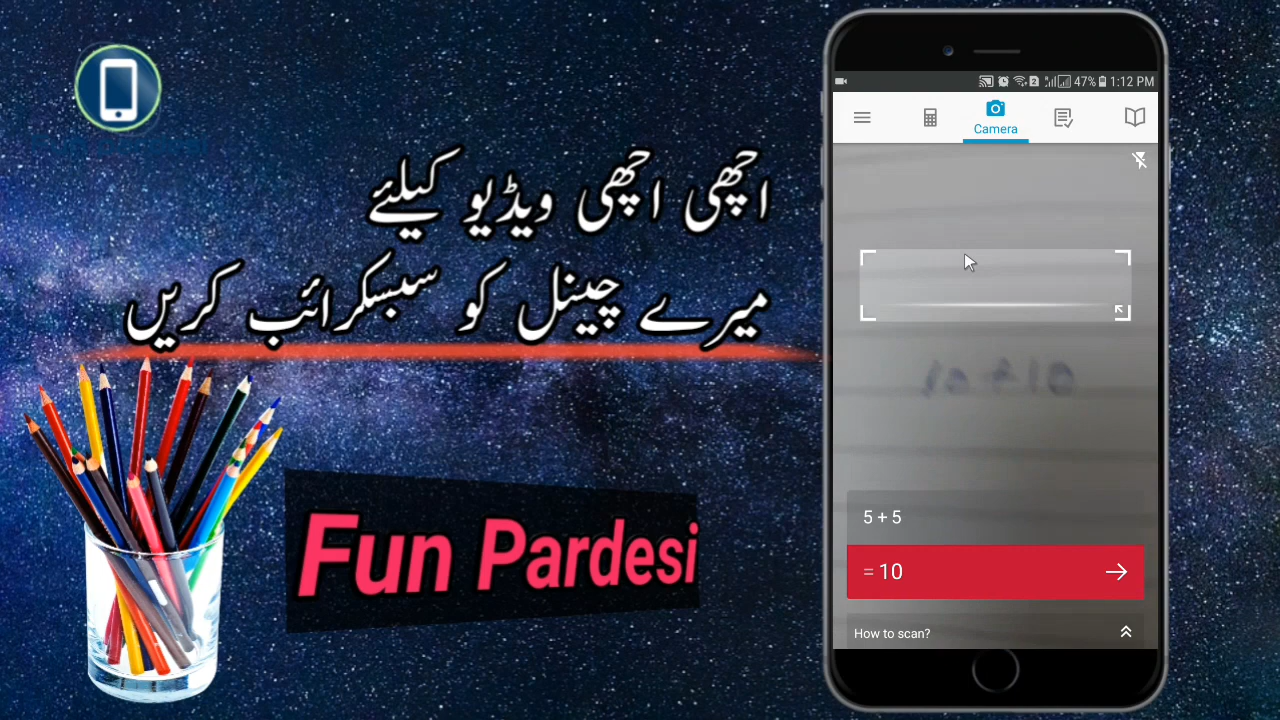 اچھی اچھی ویڈیو کیلئے
میرے چینل کو سبسکرائب کریں
Fun Pardesi
2 47% 1:12 PM
Camera
5 + 5
= 10
How to scan?